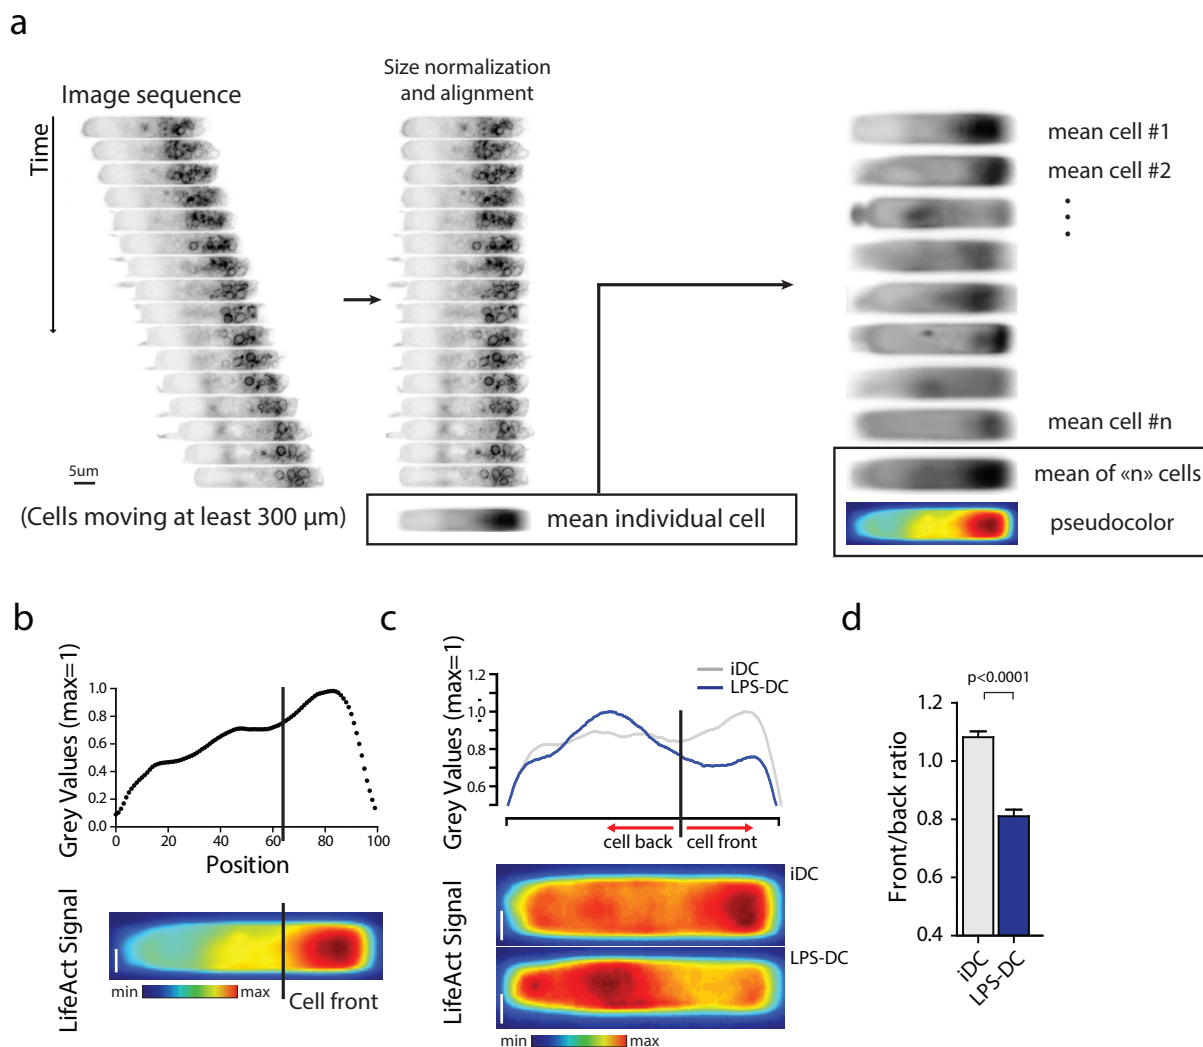 a
Image sequence
Size normalization
and alignment
Time
mean cell #1
mean cell #2
mean cell #n
5um
(Cells moving at least 300 µm)
mean individual cell
mean of «n» cells
pseudocolor
b
Grey Values (max=1)
1.0
0.8
0.6
0.4
0.2
0.0
0 20 40 60 80 100
Position
LifeAct Signal
min max
Cell front
c
Grey Values (max=1)
1.2
1.0
0.8
0.6
iDC
LPS-DC
cell back cell front
LifeAct Signal
iDC
LPS-DC
min max
d
p<0.0001
Front/back ratio
1.2
1.0
0.8
0.6
0.4
iDC
LPS-DC